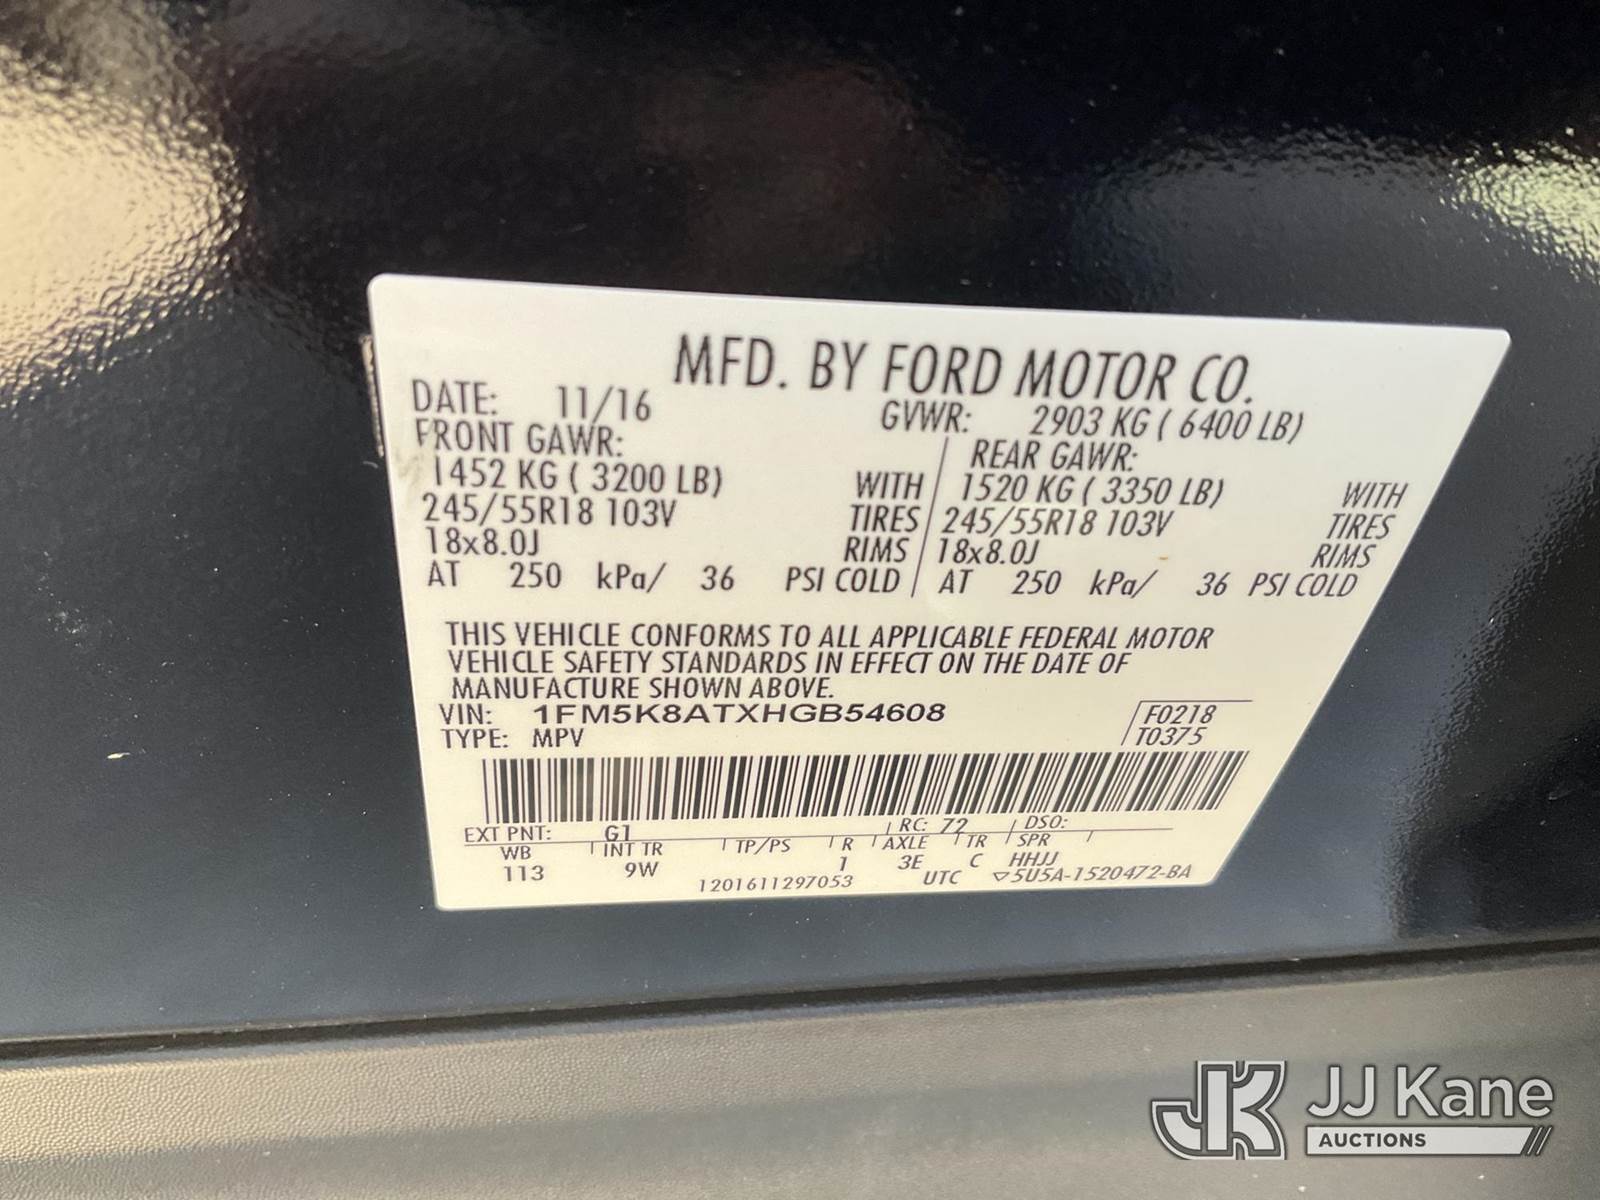 MFD. BY FORD MOTOR CO.
DATE: 11/16 GVWR: 2903 KG ( 6400 LB)
FRONT GAWR: REAR GAWR:
1452 KG ( 3200 LB) WITH / 1520 KG ( 3350 LB) WITH
245/55R18 103V TIRES / 245/55R18 103V TIRES
18x8.0J RIMS 18x8.0J RIMS
AT 250 kPa/ 36 PSI COLD / AT 250 kPa/ 36 PSI COLD
THIS VEHICLE CONFORMS TO ALL APPLICABLE FEDERAL MOTOR
VEHICLE SAFETY STANDARDS IN EFFECT ON THE DATE OF
MANUFACTURE SHOWN ABOVE.
VIN: 1FM5K8ATXHGB54608 F0218
TYPE: MPV T0375
EXT PNT: G1 RC: 72 DSO:
WB INT TR TP/PS R AXLE TR SPR
113 9W 1 3E C HHJJ
1201611297053 UTC ▽5U5A-1520472-BA
JK JJ Kane
AUCTIONS